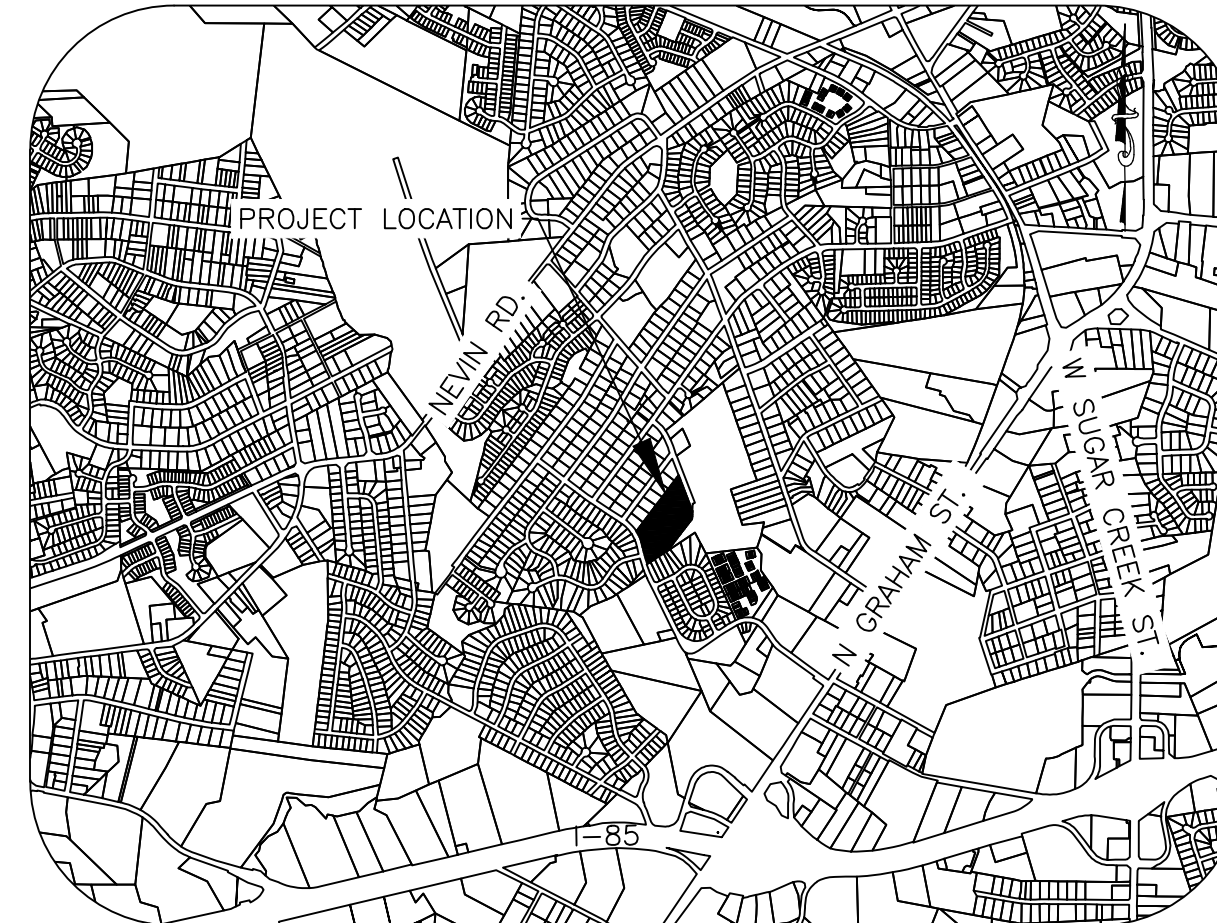 PROJECT LOCATION
NEVIN RD.
W SUGAR CREEK ST.
N GRAHAM ST.
I-85